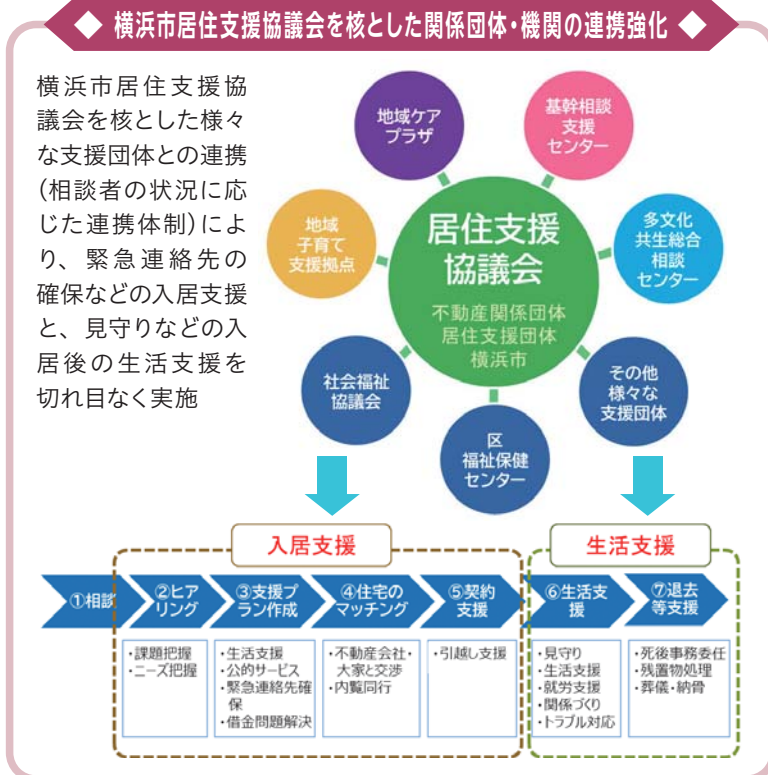 ◆ 横浜市居住支援協議会を核とした関係団体・機関の連携強化 ◆
横浜市居住支援協
議会を核とした様々
な支援団体との連携
(相談者の状況に応
じた連携体制)によ
り、緊急連絡先の
確保などの入居支援
と、見守りなどの入
居後の生活支援を
切れ目なく実施
地域ケア
プラザ
基幹相談
支援
センター
地域
子育て
支援拠点
居住支援
協議会
不動産関係団体
居住支援団体
横浜市
多文化
共生総合
相談
センター
社会福祉
協議会
区
福祉保健
センター
その他
様々な
支援団体
入居支援
生活支援
①相談
②ヒア
リング
③支援プ
ラン作成
④住宅の
マッチング
⑤契約
支援
⑥生活支
援
⑦退去
等支援
・課題把握
・ニーズ把握
・生活支援
・公的サービス
・緊急連絡先確
保
・借金問題解決
・不動産会社・
大家と交渉
・内覧同行
・引越し支援
・見守り
・生活支援
・就労支援
・関係づくり
・トラブル対応
・死後事務委任
・残置物処理
・葬儀・納骨